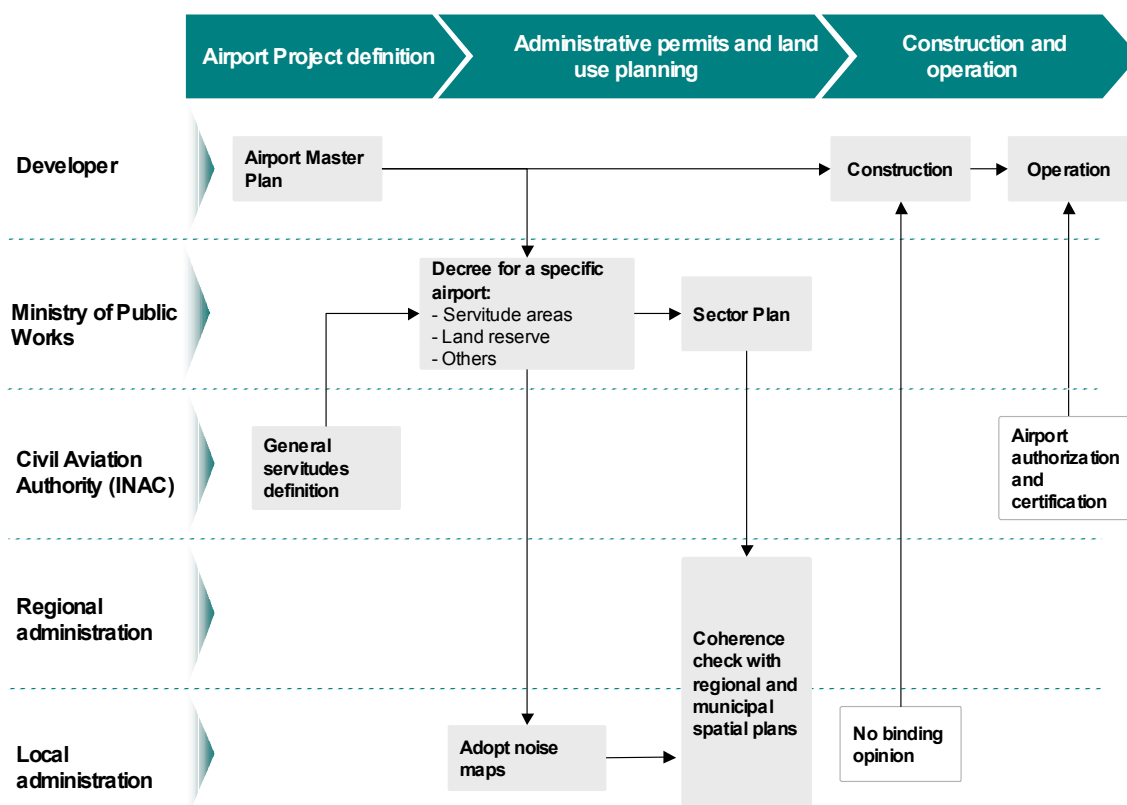 Airport Project definition
Administrative permits and land
use planning
Construction and
operation
Developer
Airport Master
Plan
Construction
Operation
Ministry of Public
Works
Decree for a specific
airport:
- Servitude areas
- Land reserve
- Others
Sector Plan
Civil Aviation
Authority (INAC)
General
servitudes
definition
Airport
authorization
and
certification
Regional
administration
Coherence
check with
regional and
municipal
spatial plans
Local
administration
Adopt noise
maps
No binding
opinion